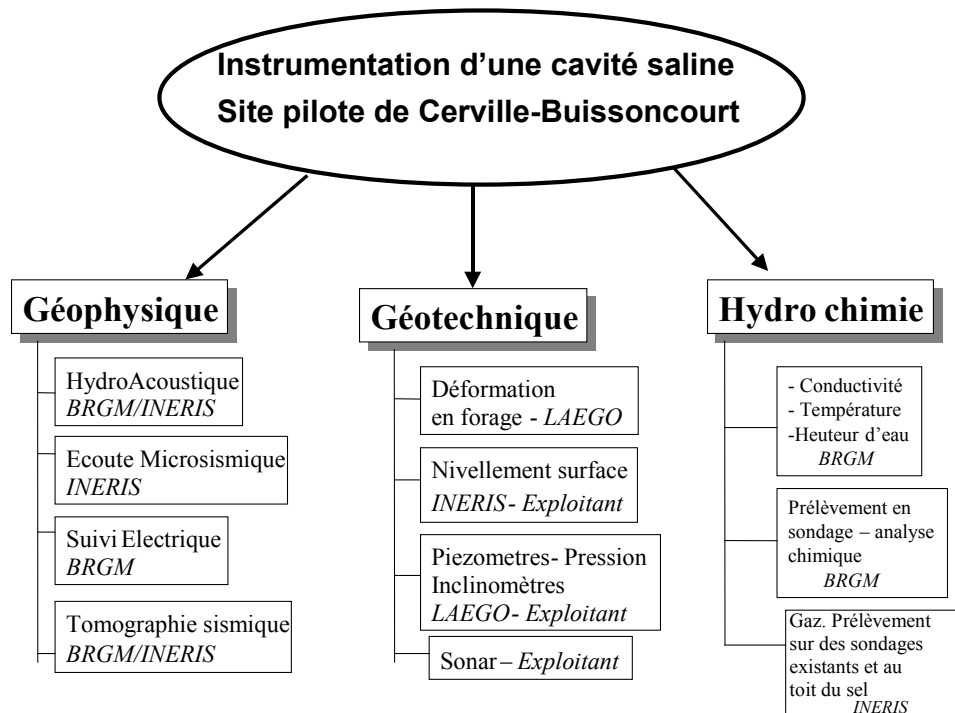 Instrumentation d'une cavité saline
Site pilote de Cerville-Buissoncourt
Géophysique
HydroAcoustique
BRGM/INERIS
Ecoute Microsismique
INERIS
Suivi Electrique
BRGM
Tomographie sismique
BRGM/INERIS
Géotechnique
Déformation
en forage - LAEGO
Nivellement surface
INERIS- Exploitant
Piezometres- Pression
Inclinomètres
LAEGO- Exploitant
Sonar – Exploitant
Hydro chimie
- Conductivité
- Température
-Heuteur d'eau
BRGM
Prélèvement en
sondage – analyse
chimique
BRGM
Gaz. Prélèvement
sur des sondages
existants et au
toit du sel
INERIS